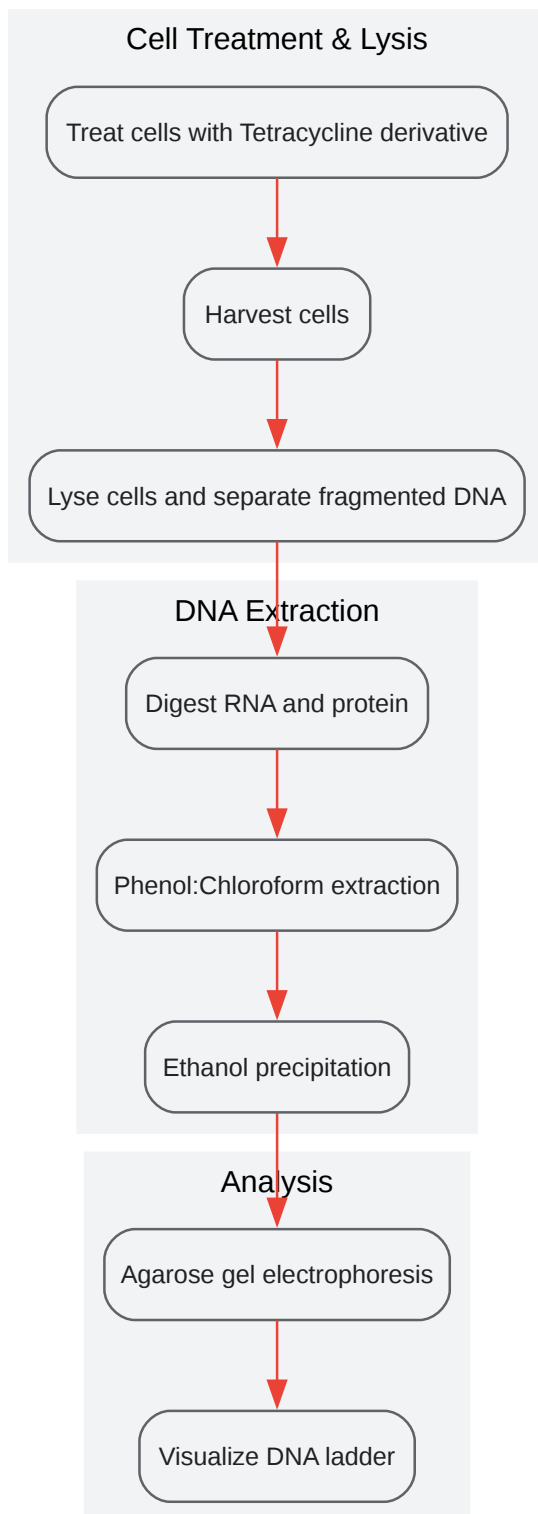 Cell Treatment & Lysis
Treat cells with Tetracycline derivative
Harvest cells
Lyse cells and separate fragmented DNA
DNA Extraction
Digest RNA and protein
Phenol:Chloroform extraction
Ethanol precipitation
Analysis
Agarose gel electrophoresis
Visualize DNA ladder